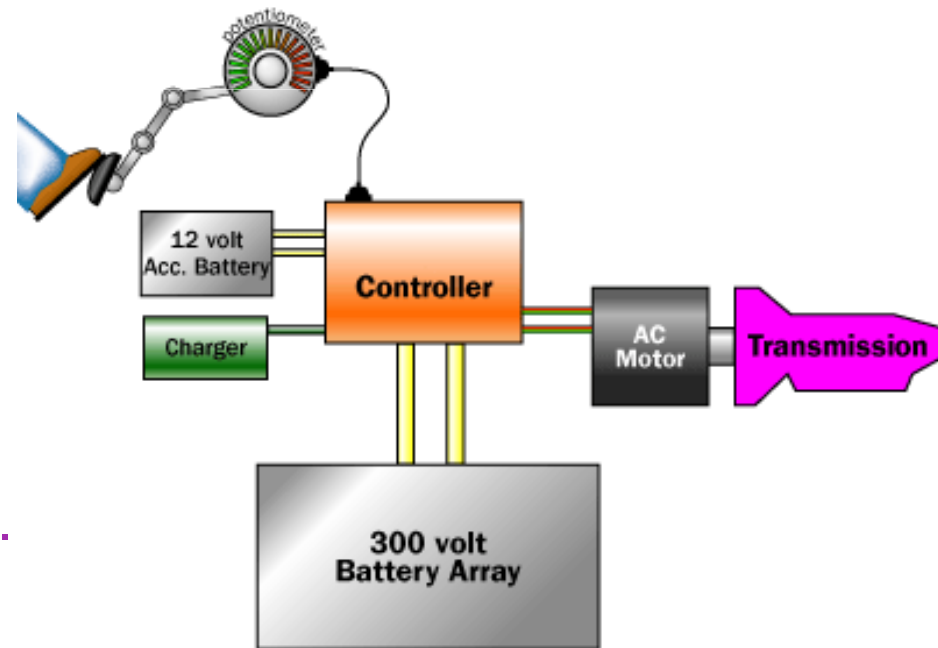 potentiometer
12 volt
Acc. Battery
Controller
Charger
AC
Motor
Transmission
300 volt
Battery Array